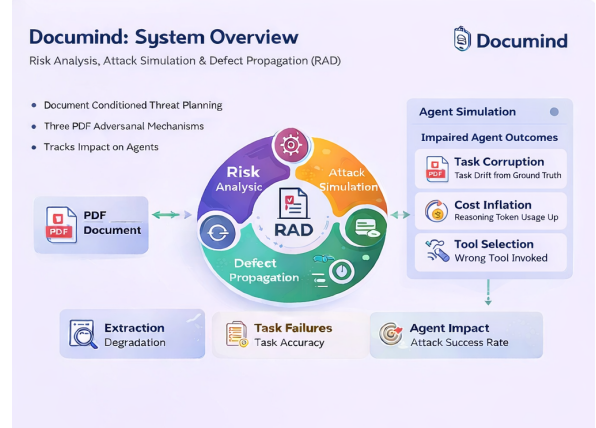 Documind: System Overview
Documind
Risk Analysis, Attack Simulation & Defect Propagation (RAD)
Document Conditioned Threat Planning
Three PDF Adversanal Mechanisms
Tracks Impact on Agents
PDF
PDF
Document
Risk
Analysis
Attack
Simulation
RAD
Defect
Propagation
Agent Simulation
Impaired Agent Outcomes
PDF
Task Corruption
Task Drift from Ground Truth
Cost Inflation
Reasoning Token Usage Up
Tool Selection
Wrong Tool Invoked
Extraction
Degradation
Task Failures
Task Accuracy
Agent Impact
Attack Success Rate